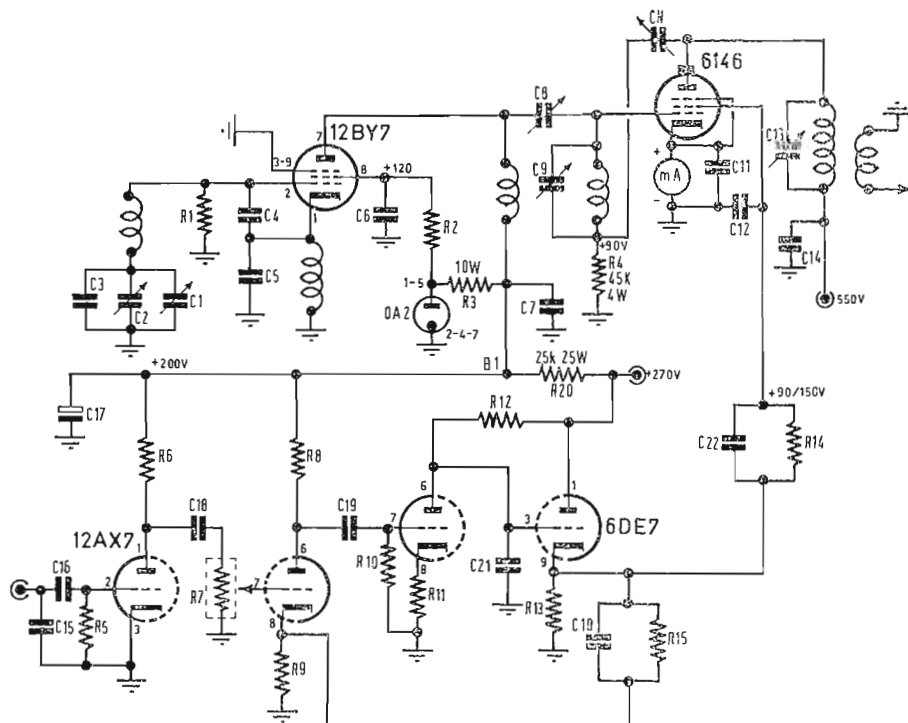 CN
6146
C8
12BY7
7
3-9
8
+120
2
1
C13
+
mA
-
C11
C12
C9
C6
R1
C4
R2
+90V
R4
45K
4W
C14
C3
C2
C1
C5
1-5
10W
R3
0A2
2-4-7
C7
550V
+200V
B1
25k 25W
R20
+270V
C17
R12
+90/150V
C22
R14
R6
R8
C18
C19
6
7
1
3
6DE7
12AX7
1
6
C16
2
R7
7
R10
8
R11
C21
9
R13
C15
R5
3
8
R9
C10
R15